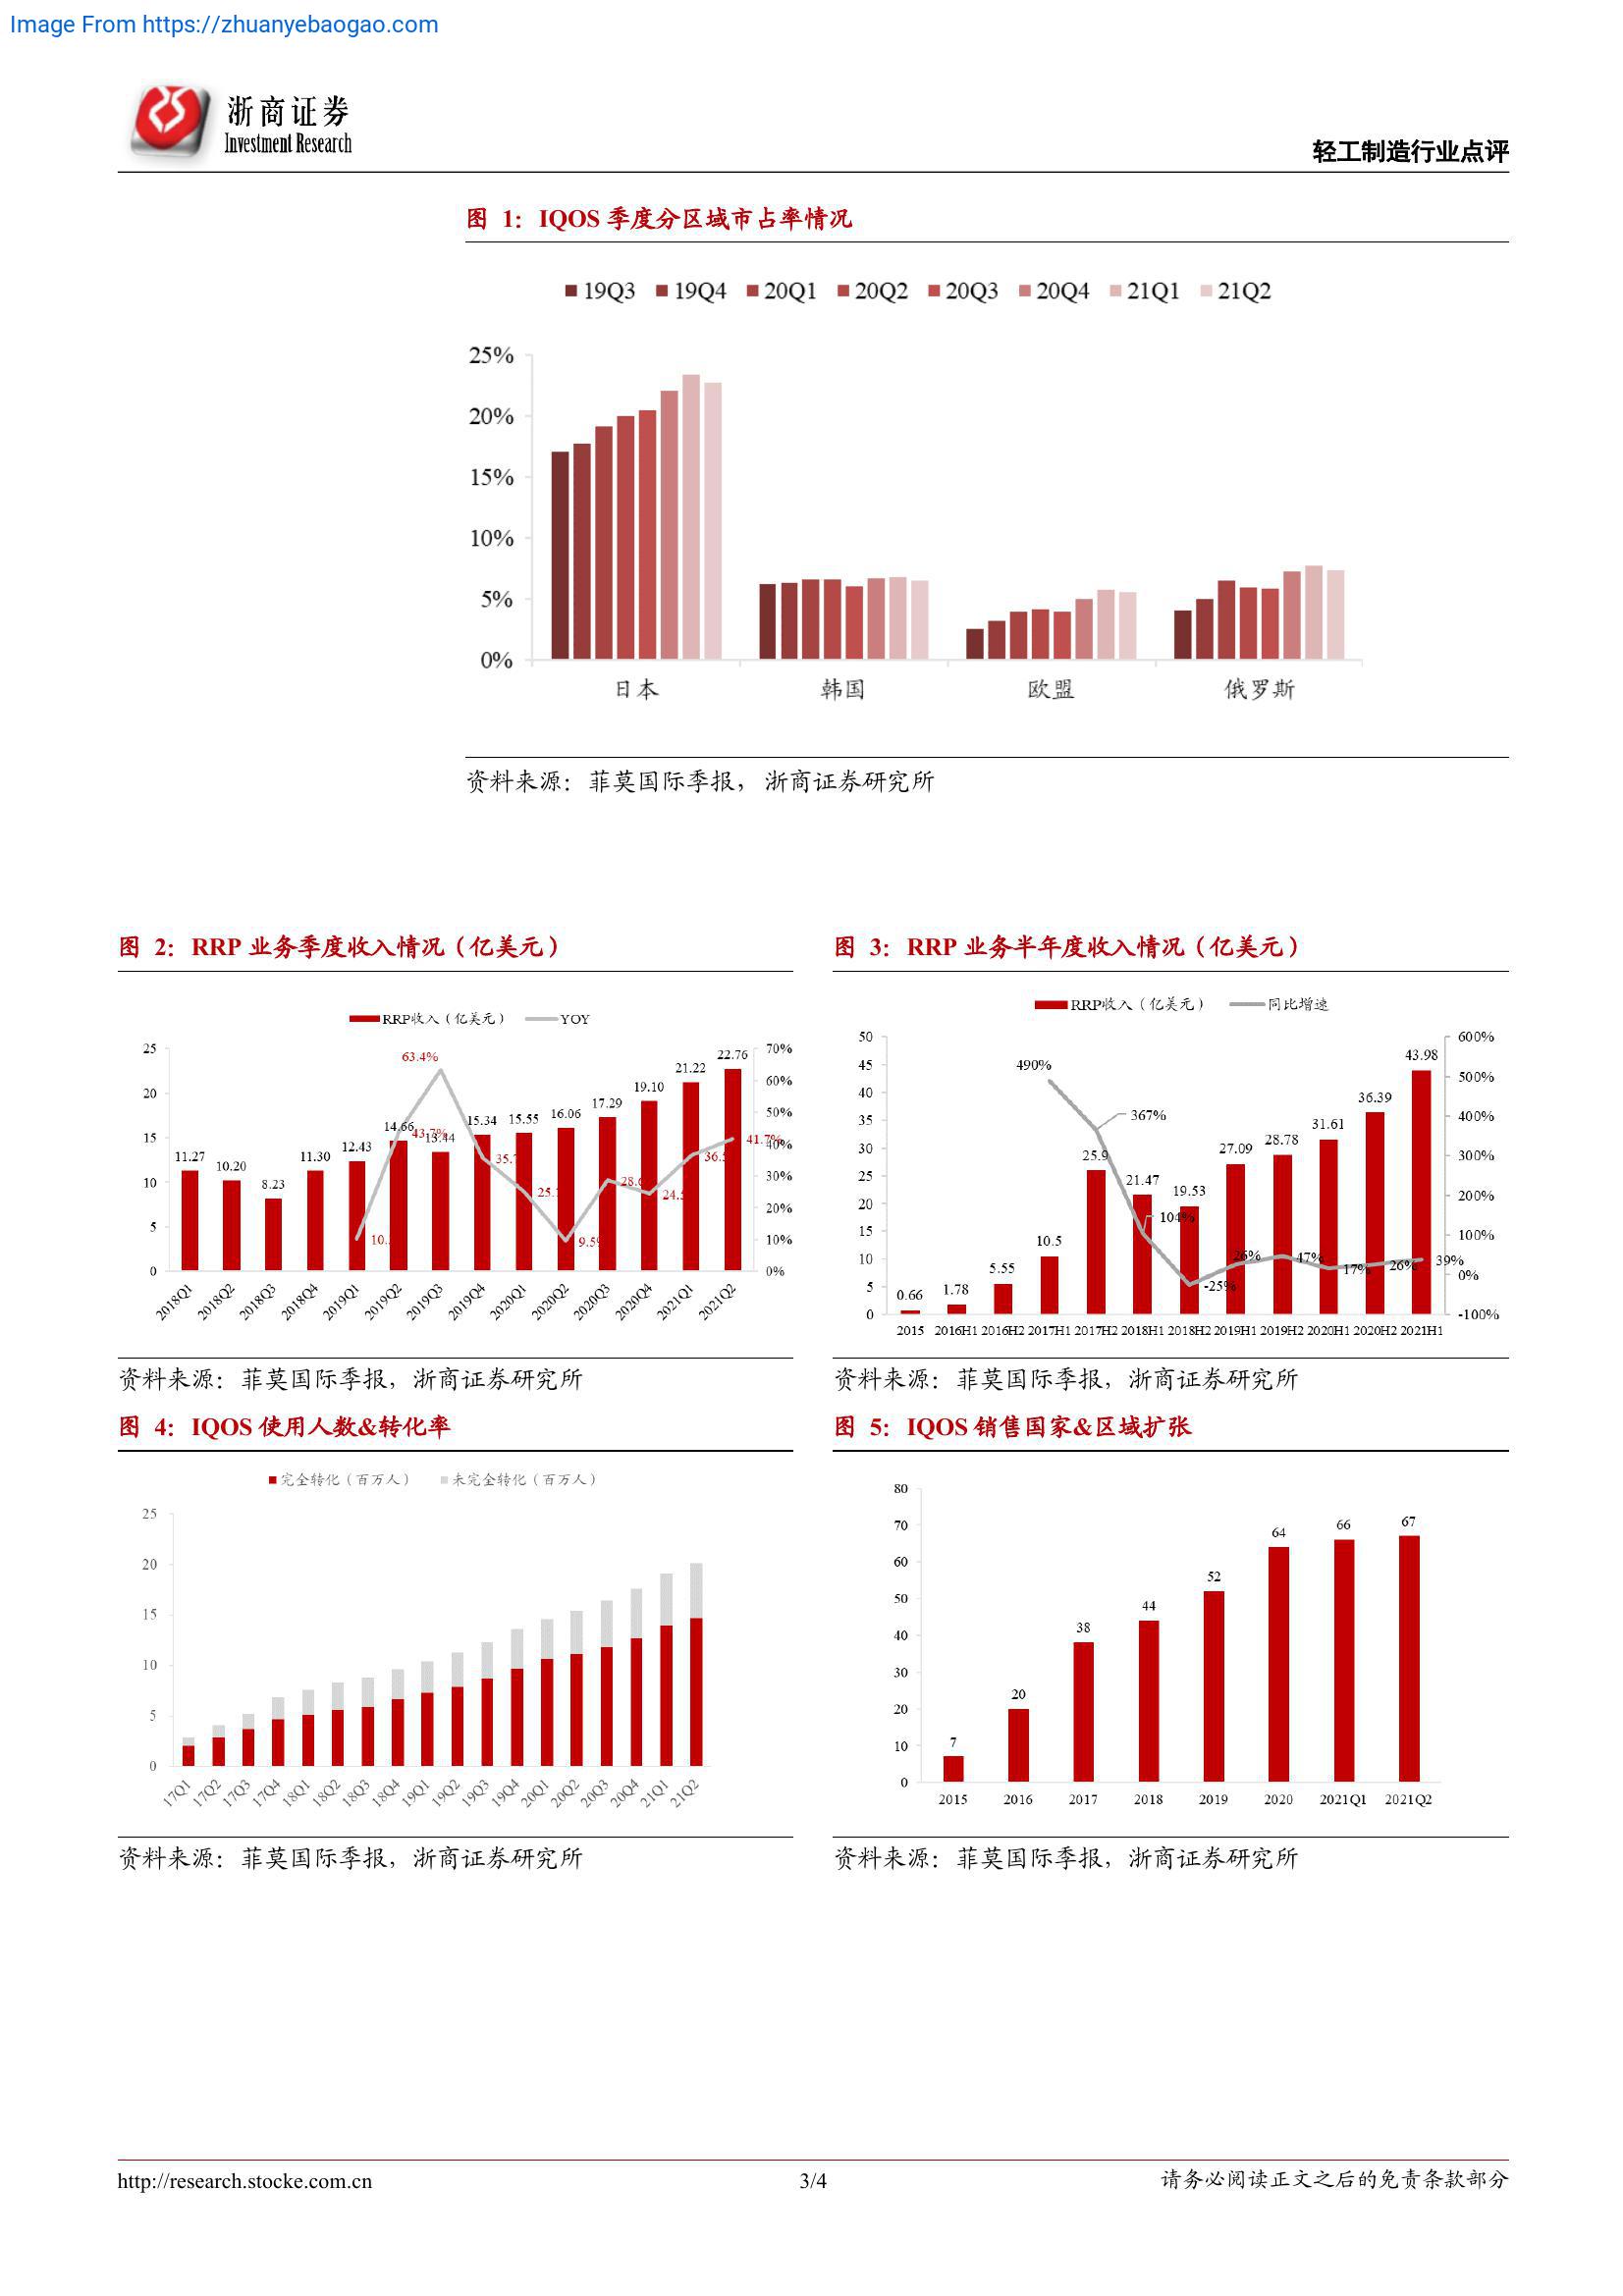 Image From https://zhuanyebaogao.com
浙商证券
Investment Research
轻工制造行业点评
图 1：IQOS 季度分区域市占率情况
19Q3 19Q4 20Q1 20Q2 20Q3 20Q4 21Q1 21Q2
25%
20%
15%
10%
5%
0%
日本 韩国 欧盟 俄罗斯
资料来源：菲莫国际季报，浙商证券研究所
图 2：RRP 业务季度收入情况（亿美元）
RRP收入（亿美元） YOY
25
20
15
10
5
0
70%
60%
50%
40%
30%
20%
10%
0%
11.27 10.20 8.23 11.30 12.43 14.66 13.44 15.34 15.55 16.06 17.29 19.10 21.22 22.76
43.7% 63.4% 9.5% 41.7%
2018Q1 2018Q2 2018Q3 2018Q4 2019Q1 2019Q2 2019Q3 2019Q4 2020Q1 2020Q2 2020Q3 2020Q4 2021Q1 2021Q2
资料来源：菲莫国际季报，浙商证券研究所
图 3：RRP 业务半年度收入情况（亿美元）
RRP收入（亿美元） 同比增速
50
45
40
35
30
25
20
15
10
5
0
600%
500%
400%
300%
200%
100%
0%
-100%
0.66 1.78 5.55 10.5 25.9 21.47 19.53 27.09 28.78 31.61 36.39 43.98
490% 367% 104% -25% 26% 47% 17% 26% 39%
2015 2016H1 2016H2 2017H1 2017H2 2018H1 2018H2 2019H1 2019H2 2020H1 2020H2 2021H1
资料来源：菲莫国际季报，浙商证券研究所
图 4：IQOS 使用人数&转化率
完全转化（百万人） 未完全转化（百万人）
25
20
15
10
5
0
17Q1 17Q2 17Q3 17Q4 18Q1 18Q2 18Q3 18Q4 19Q1 19Q2 19Q3 19Q4 20Q1 20Q2 20Q3 20Q4 21Q1 21Q2
资料来源：菲莫国际季报，浙商证券研究所
图 5：IQOS 销售国家&区域扩张
80
70
60
50
40
30
20
10
0
7 20 38 44 52 64 66 67
2015 2016 2017 2018 2019 2020 2021Q1 2021Q2
资料来源：菲莫国际季报，浙商证券研究所
http://research.stocke.com.cn
3/4
请务必阅读正文之后的免责条款部分